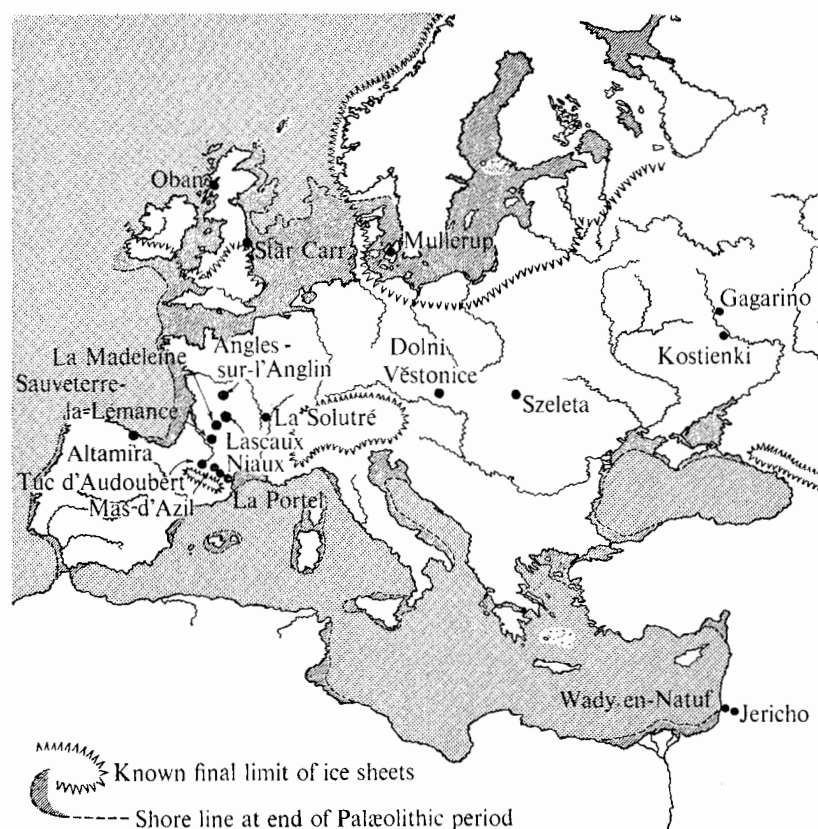 Oban
Star Carr
Mullerup
Gagarino
Kostienki
La Madeleine
Angles-
sur-l'Anglin
Dolni
Věstonice
Sauveterre-
la-Lémance
Szeleta
La Solutré
Lascaux
Altamira
Niaux
Tuc d'Audoubert
La Portel
Mas-d'Azil
Wady en-Natuf
Jericho
Known final limit of ice sheets
Shore line at end of Palæolithic period